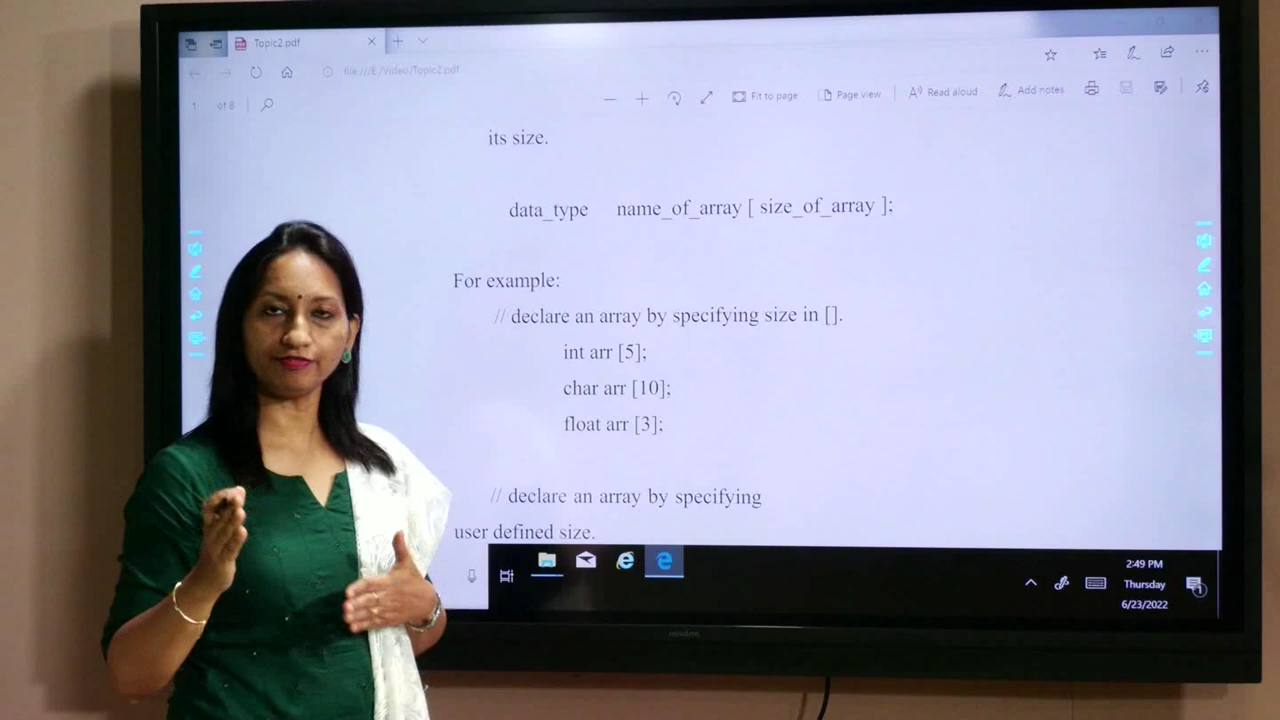 Topic2.pdf
file:///E:/Video/Topic2.pdf
1 of 8
Fit to page
Page view
Read aloud
Add notes
its size.
data_type name_of_array [ size_of_array ];
For example:
// declare an array by specifying size in [].
int arr [5];
char arr [10];
float arr [3];
// declare an array by specifying
user defined size.
2:49 PM
Thursday
6/23/2022
1